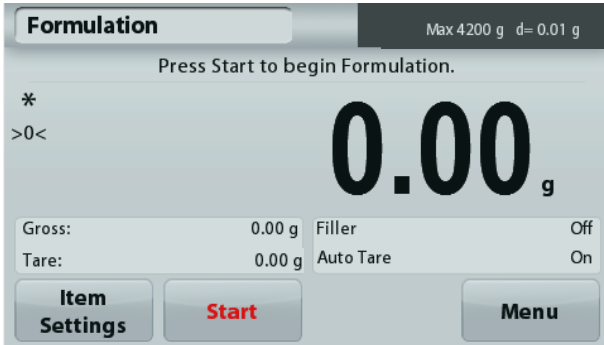 Formulation
Max 4200 g d= 0.01 g
Press Start to begin Formulation.
*
>0<
0.00 g
Gross: 0.00 g Filler Off
Tare: 0.00 g Auto Tare On
Item
Settings
Start
Menu